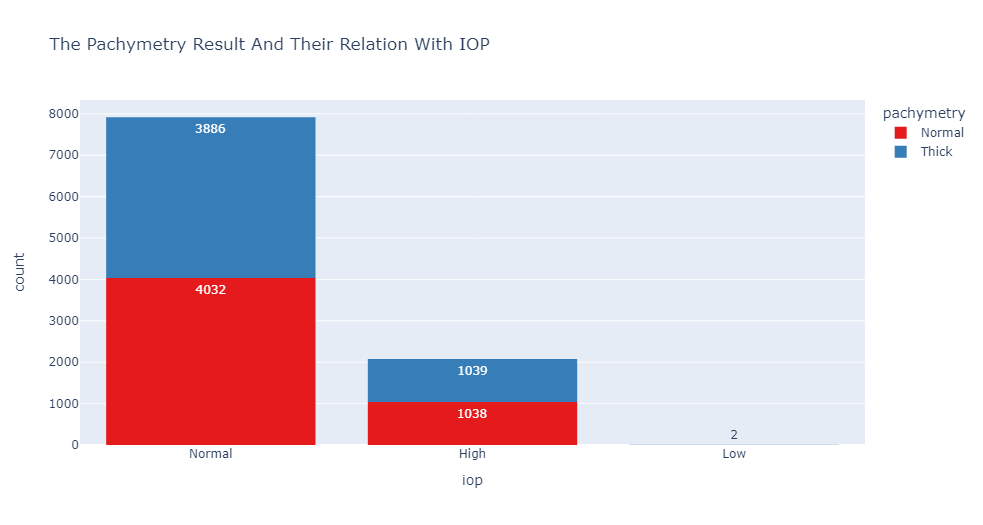 The Pachymetry Result And Their Relation With IOP
pachymetry
Normal
Thick
count
8000
7000
6000
5000
4000
3000
2000
1000
0
3886
4032
1039
1038
2
Normal
High
Low
iop